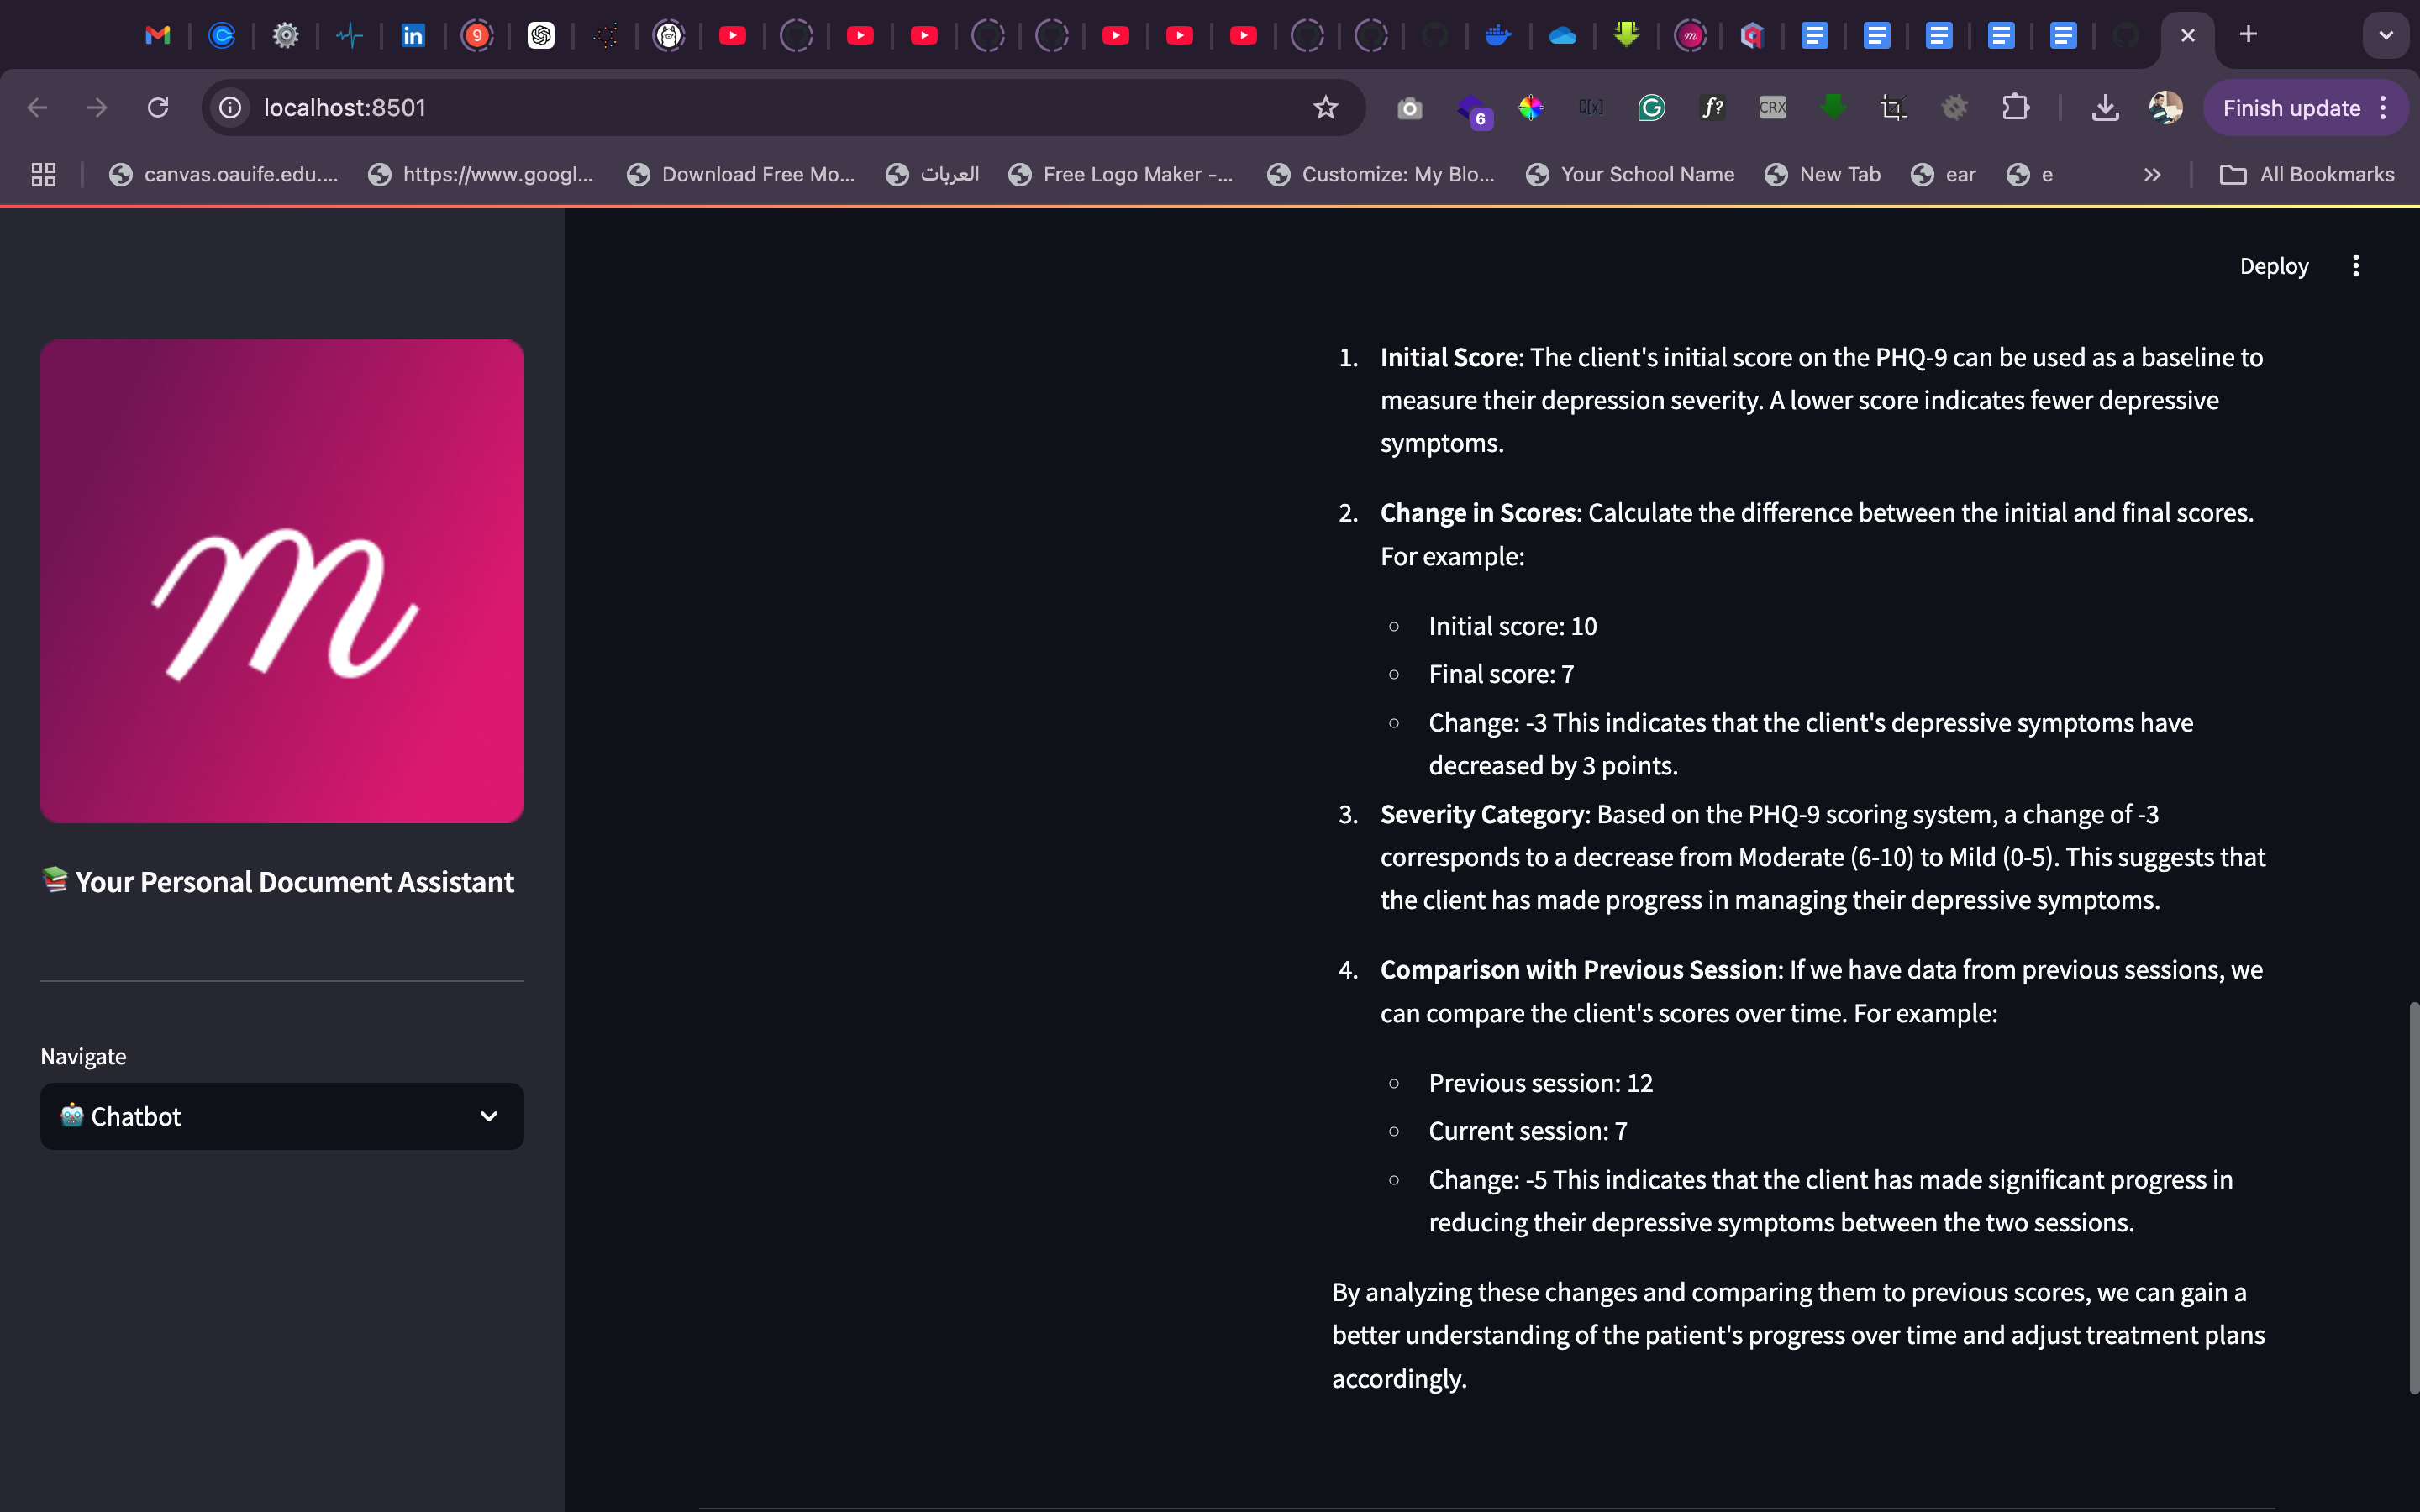 9
localhost:8501
6
C[x]
G
f?
CRX
Finish update
canvas.oauife.edu....
https://www.googl...
Download Free Mo...
العربات
Free Logo Maker -...
Customize: My Blo...
Your School Name
New Tab
ear
e
All Bookmarks
Deploy
m
📚 Your Personal Document Assistant
Navigate
🤖 Chatbot
1. Initial Score: The client's initial score on the PHQ-9 can be used as a baseline to
measure their depression severity. A lower score indicates fewer depressive
symptoms.
2. Change in Scores: Calculate the difference between the initial and final scores.
For example:
○ Initial score: 10
○ Final score: 7
○ Change: -3 This indicates that the client's depressive symptoms have
decreased by 3 points.
3. Severity Category: Based on the PHQ-9 scoring system, a change of -3
corresponds to a decrease from Moderate (6-10) to Mild (0-5). This suggests that
the client has made progress in managing their depressive symptoms.
4. Comparison with Previous Session: If we have data from previous sessions, we
can compare the client's scores over time. For example:
○ Previous session: 12
○ Current session: 7
○ Change: -5 This indicates that the client has made significant progress in
reducing their depressive symptoms between the two sessions.
By analyzing these changes and comparing them to previous scores, we can gain a
better understanding of the patient's progress over time and adjust treatment plans
accordingly.